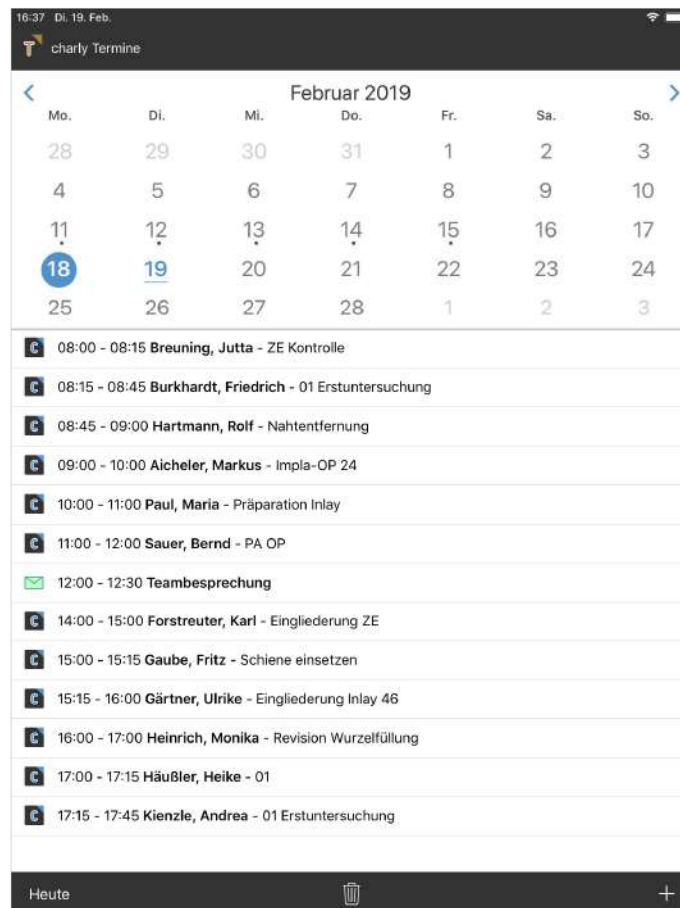 16:37 Di. 19. Feb.
charly Termine
Februar 2019
Mo. Di. Mi. Do. Fr. Sa. So.
28 29 30 31 1 2 3
4 5 6 7 8 9 10
11 12 13 14 15 16 17
18 19 20 21 22 23 24
25 26 27 28 1 2 3
08:00 - 08:15 Breuning, Jutta - ZE Kontrolle
08:15 - 08:45 Burkhardt, Friedrich - 01 Erstuntersuchung
08:45 - 09:00 Hartmann, Rolf - Nahtentfernung
09:00 - 10:00 Aicheler, Markus - Impla-OP 24
10:00 - 11:00 Paul, Maria - Präparation Inlay
11:00 - 12:00 Sauer, Bernd - PA OP
12:00 - 12:30 Teambesprechung
14:00 - 15:00 Forstreuter, Karl - Eingliederung ZE
15:00 - 15:15 Gaube, Fritz - Schiene einsetzen
15:15 - 16:00 Gärtner, Ulrike - Eingliederung Inlay 46
16:00 - 17:00 Heinrich, Monika - Revision Wurzelfüllung
17:00 - 17:15 Häußler, Heike - 01
17:15 - 17:45 Kienzle, Andrea - 01 Erstuntersuchung
Heute